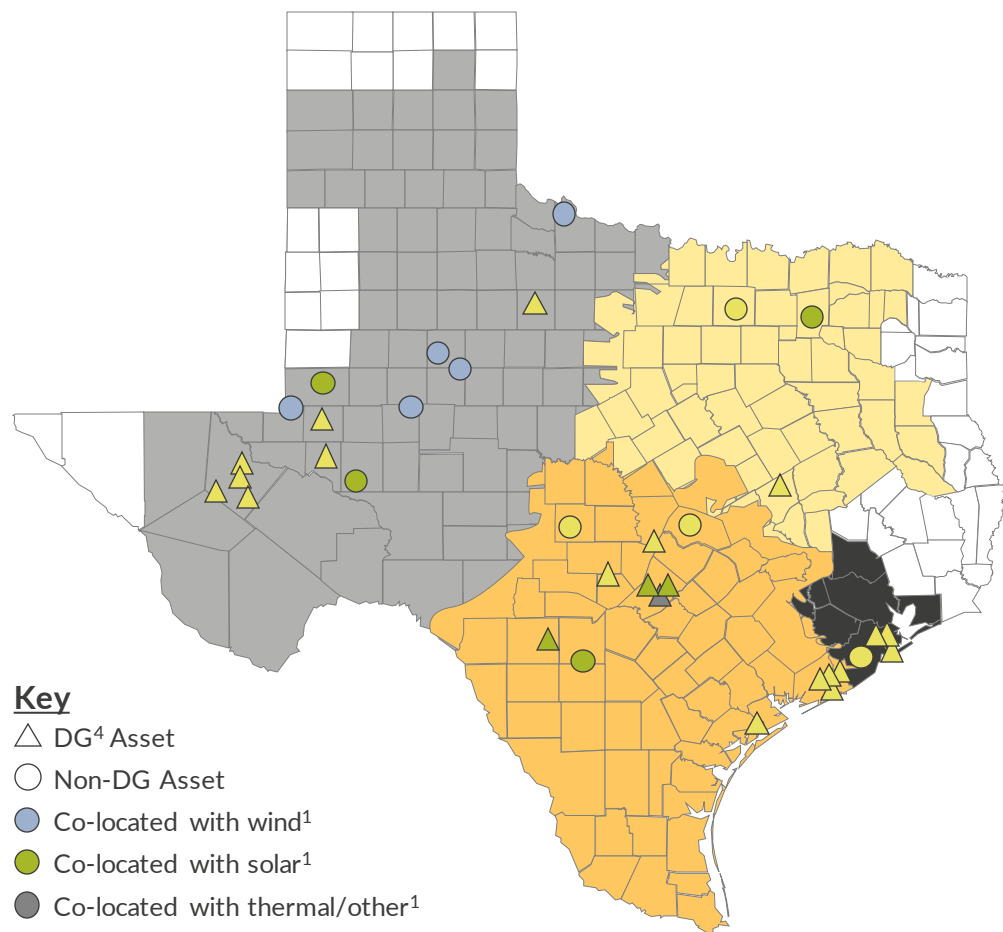 Key
DG⁴ Asset
Non-DG Asset
Co-located with wind¹
Co-located with solar¹
Co-located with thermal/other¹